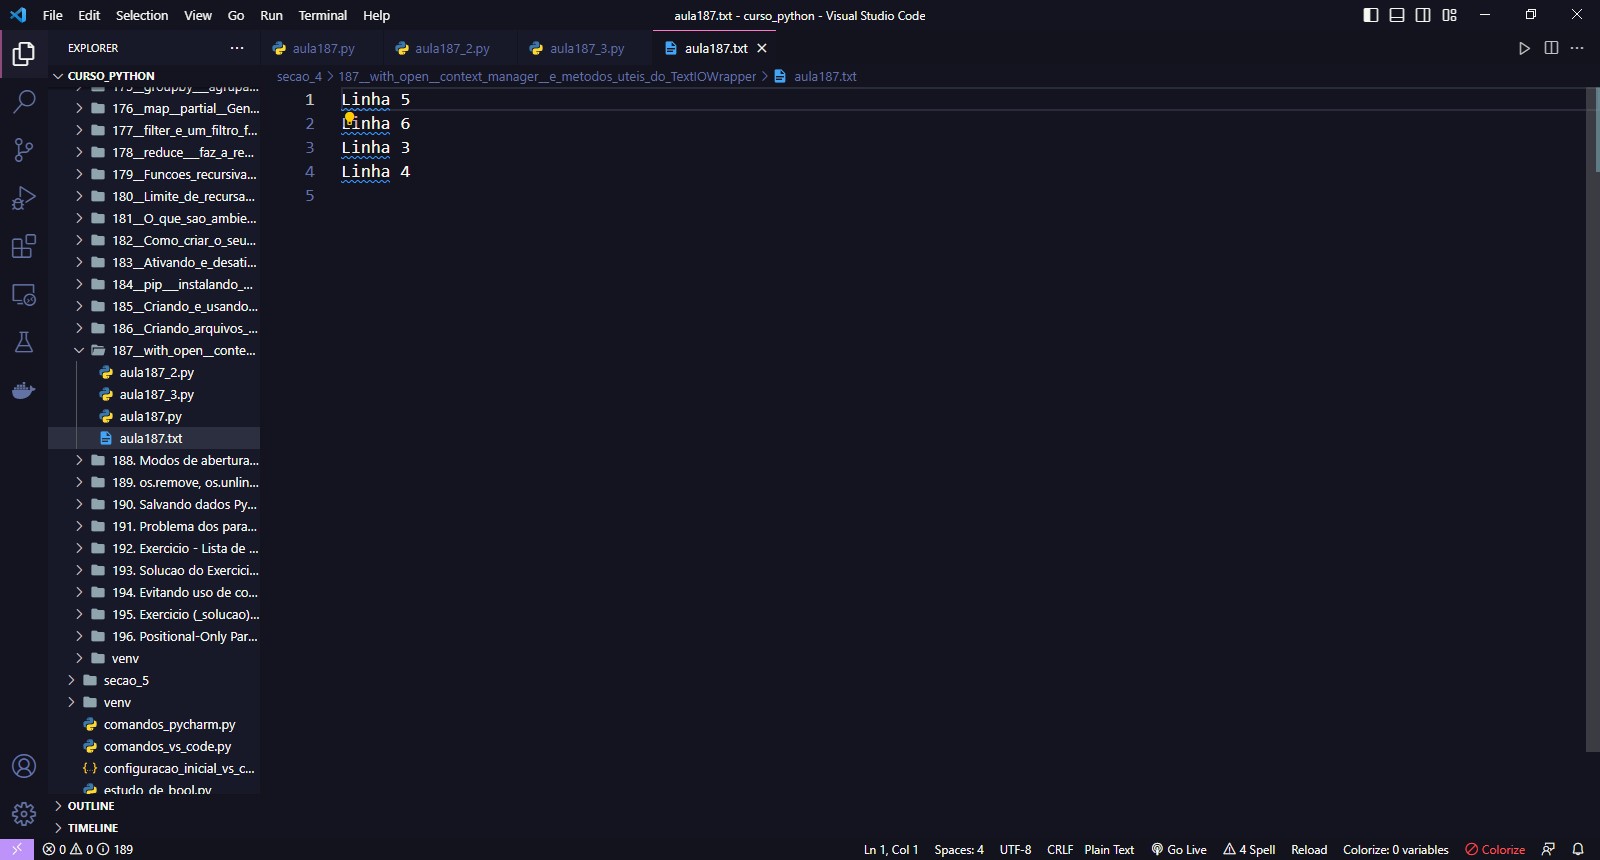 File Edit Selection View Go Run Terminal Help
aula187.txt - curso_python - Visual Studio Code
EXPLORER
aula187.py
aula187_2.py
aula187_3.py
aula187.txt
CURSO_PYTHON
secao_4 > 187__with_open__context_manager__e_metodos_uteis_do_TextIOWrapper > aula187.txt
176__map__partial__Gen...
177__filter_e_um_filtro_f...
178__reduce___faz_a_re...
179__Funcoes_recursiva...
180__Limite_de_recursa...
181__O_que_sao_ambie...
182__Como_criar_o_seu...
183__Ativando_e_desati...
184__pip___instalando_...
185__Criando_e_usando...
186__Criando_arquivos_...
187__with_open__conte...
aula187_2.py
aula187_3.py
aula187.py
aula187.txt
188. Modos de abertura...
189. os.remove, os.unlin...
190. Salvando dados Py...
191. Problema dos para...
192. Exercicio - Lista de ...
193. Solucao do Exercici...
194. Evitando uso de co...
195. Exercicio (_solucao)...
196. Positional-Only Par...
venv
secao_5
venv
comandos_pycharm.py
comandos_vs_code.py
configuracao_inicial_vs_c...
estudo_de_bool.py
OUTLINE
TIMELINE
1 Linha 5
2 Linha 6
3 Linha 3
4 Linha 4
5
0 0 189
Ln 1, Col 1 Spaces: 4 UTF-8 CRLF Plain Text Go Live 4 Spell Reload Colorize: 0 variables Colorize